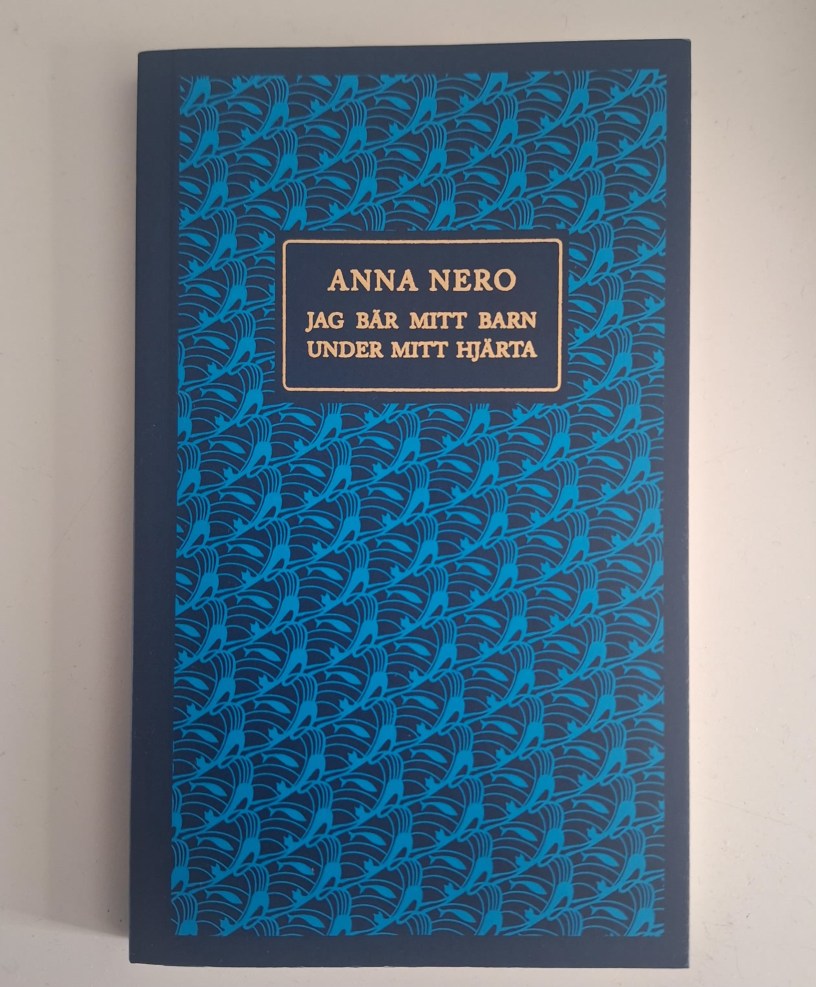 ANNA NERO
JAG BÄR MITT BARN
UNDER MITT HJÄRTA